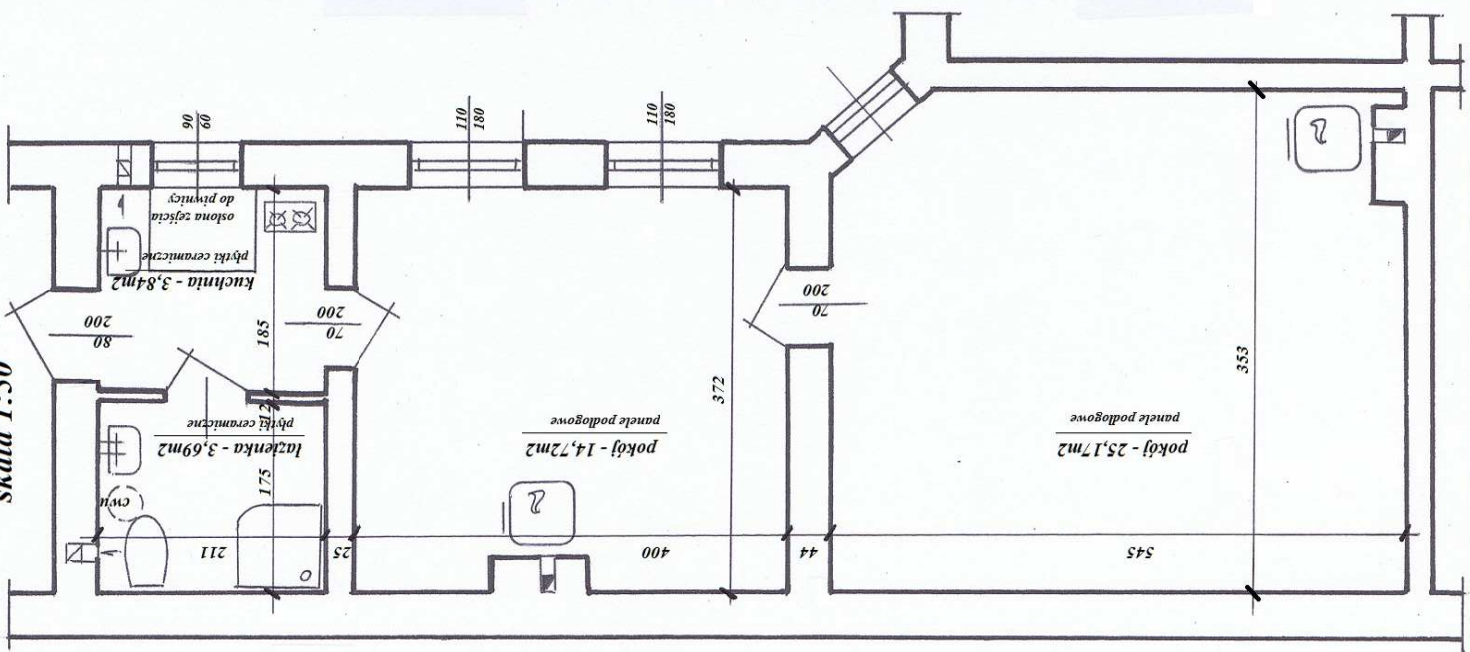 skala 1:50
90
60
110
180
110
180
osłona zejścia
do piwnicy
kuchnia - 3,84m2
płytki ceramiczne
80
200
70
200
70
200
185
12
175
372
353
łazienka - 3,69m2
płytki ceramiczne
cwu
pokój - 14,72m2
panele podłogowe
pokój - 25,17m2
panele podłogowe
211
25
400
44
545